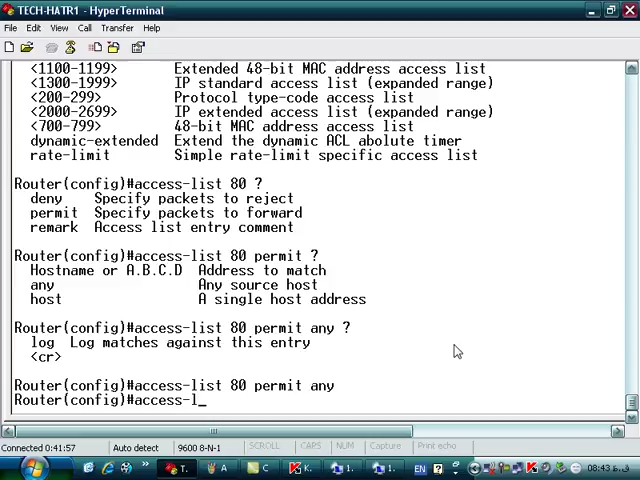 TECH-HATR1 - HyperTerminal
File Edit View Call Transfer Help
<1100-1199> Extended 48-bit MAC address access list
<1300-1999> IP standard access list (expanded range)
<200-299> Protocol type-code access list
<2000-2699> IP extended access list (expanded range)
<700-799> 48-bit MAC address access list
dynamic-extended Extend the dynamic ACL abolute timer
rate-limit Simple rate-limit specific access list
Router(config)#access-list 80 ?
deny Specify packets to reject
permit Specify packets to forward
remark Access list entry comment
Router(config)#access-list 80 permit ?
Hostname or A.B.C.D Address to match
any Any source host
host A single host address
Router(config)#access-list 80 permit any ?
log Log matches against this entry
<cr>
Router(config)#access-list 80 permit any
Router(config)#access-l_
Connected 0:41:57 Auto detect 9600 8-N-1 SCROLL CAPS NUM Capture Print echo
T. A C K. 1. 1. EN 08:43